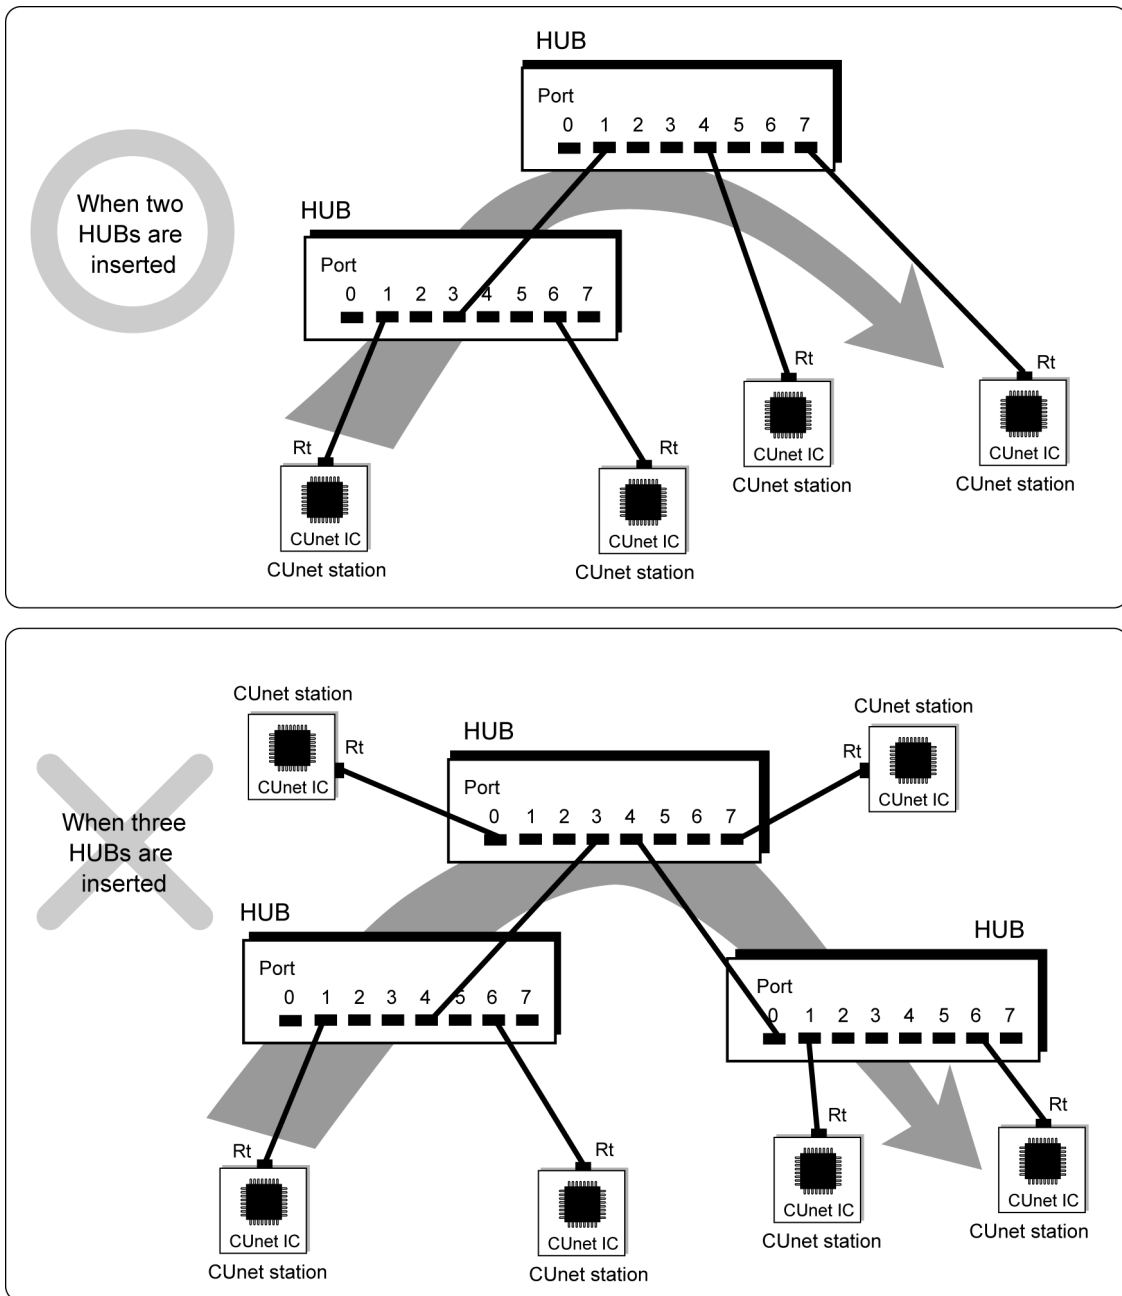 HUB
Port
0 1 2 3 4 5 6 7
When two
HUBs are
inserted
HUB
Port
0 1 2 3 4 5 6 7
Rt
CUnet IC
CUnet station
Rt
CUnet IC
CUnet station
Rt
CUnet IC
CUnet station
Rt
CUnet IC
CUnet station
CUnet station
Rt
CUnet IC
HUB
Port
0 1 2 3 4 5 6 7
CUnet station
Rt
CUnet IC
When three
HUBs are
inserted
HUB
Port
0 1 2 3 4 5 6 7
HUB
Port
0 1 2 3 4 5 6 7
Rt
CUnet IC
CUnet station
Rt
CUnet IC
CUnet station
Rt
CUnet IC
CUnet station
Rt
CUnet IC
CUnet station